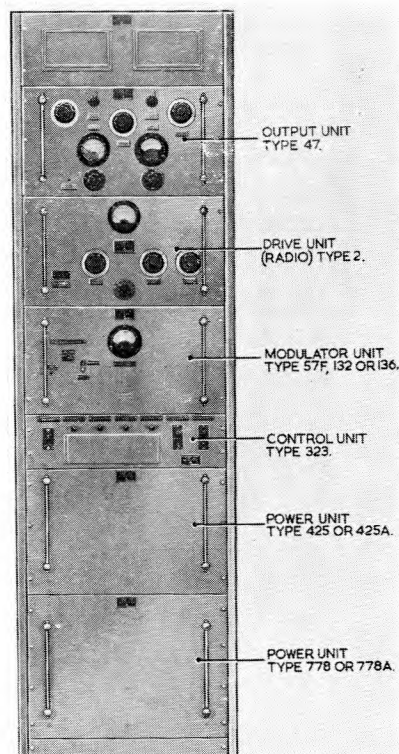 OUTPUT UNIT
TYPE 47.
DRIVE UNIT
(RADIO) TYPE 2.
MODULATOR UNIT
TYPE 57F, 132 OR 136.
CONTROL UNIT
TYPE 323.
POWER UNIT
TYPE 425 OR 425A.
POWER UNIT
TYPE 778 OR 778A.